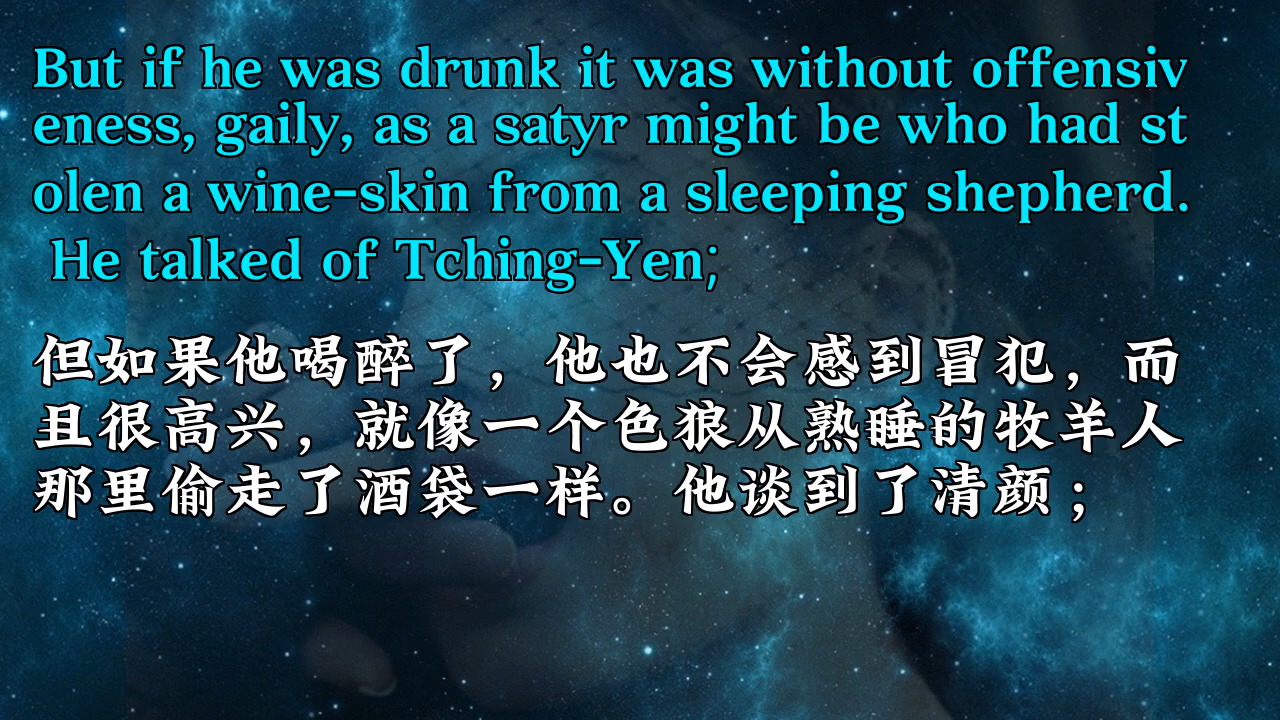 But if he was drunk it was without offensiv
eness, gaily, as a satyr might be who had st
olen a wine-skin from a sleeping shepherd.
He talked of Tching-Yen;
但如果他喝醉了，他也不会感到冒犯，而
且很高兴，就像一个色狼从熟睡的牧羊人
那里偷走了酒袋一样。他谈到了清颜；